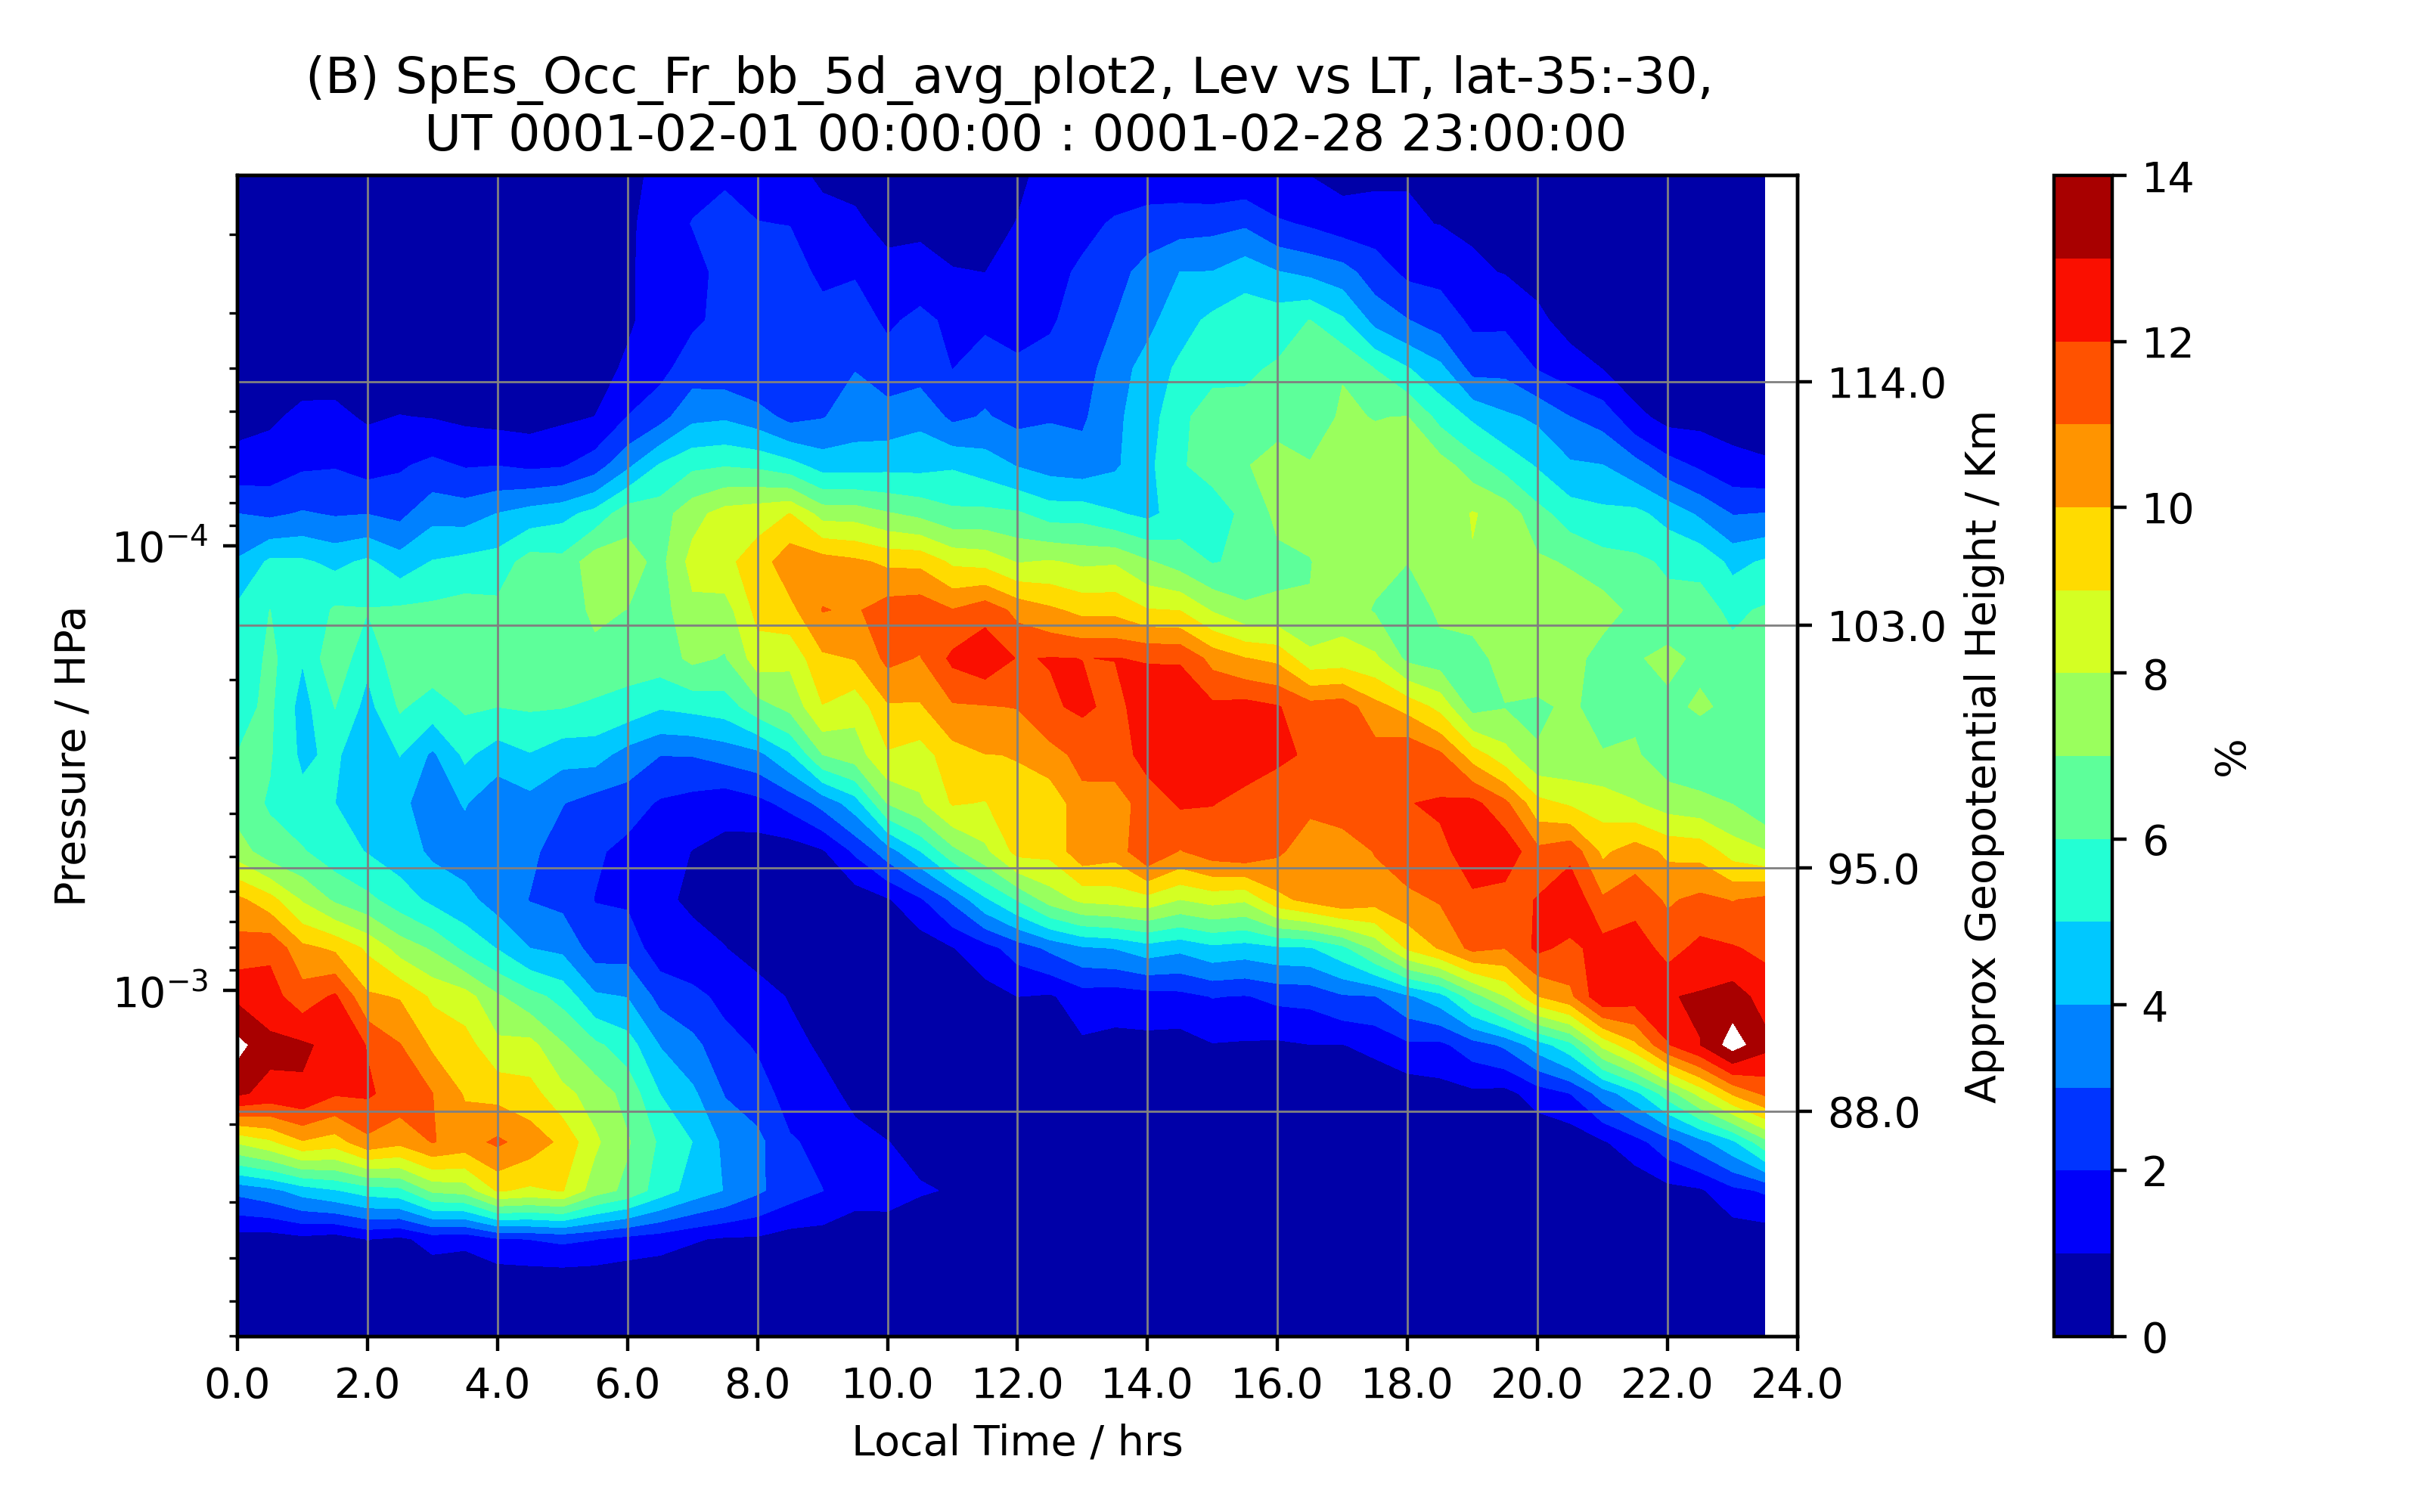 (B) SpEs_Occ_Fr_bb_5d_avg_plot2, Lev vs LT, lat-35:-30,
UT 0001-02-01 00:00:00 : 0001-02-28 23:00:00
Pressure / HPa
10⁻⁴
10⁻³
0.0 2.0 4.0 6.0 8.0 10.0 12.0 14.0 16.0 18.0 20.0 22.0 24.0
Local Time / hrs
114.0
103.0
95.0
88.0
Approx Geopotential Height / Km
14
12
10
8
6
4
2
0
%